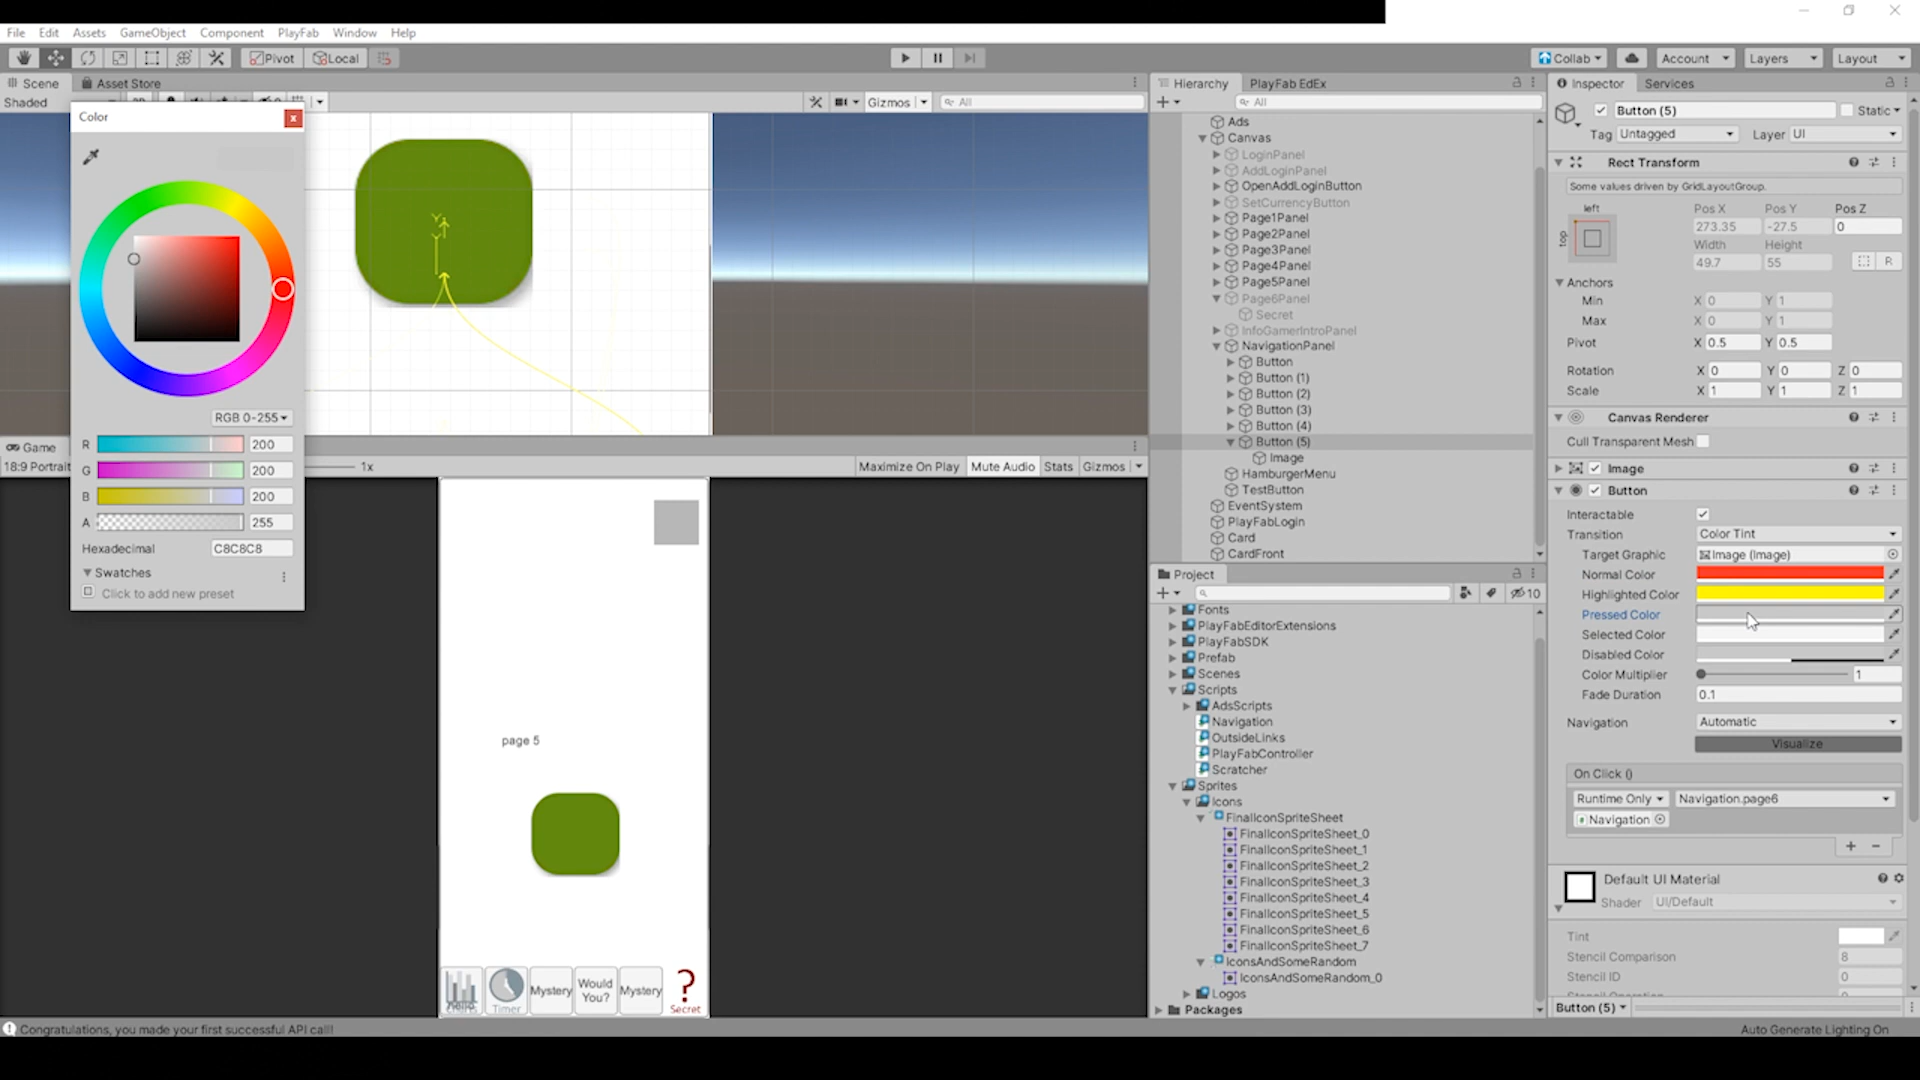 File Edit Assets GameObject Component PlayFab Window Help
Pivot Local Collab Account Layers Layout
Scene Asset Store
Shaded Gizmos All
Color
RGB 0-255
R 200
G 200
B 200
A 255
Hexadecimal C8C8C8
Swatches
Click to add new preset
Game
18:9 Portrait 1x Maximize On Play Mute Audio Stats Gizmos
page 5
Timer
Mystery
Would
You?
Mystery
?
Secret
Hierarchy PlayFab EdEx
All
Ads
Canvas
LoginPanel
AddLoginPanel
OpenAddLoginButton
SetCurrencyButton
Page1Panel
Page2Panel
Page3Panel
Page4Panel
Page5Panel
Page6Panel
Secret
InfoGamerIntroPanel
NavigationPanel
Button
Button (1)
Button (2)
Button (3)
Button (4)
Button (5)
Image
HamburgerMenu
TestButton
EventSystem
PlayFabLogin
Card
CardFront
Project
10
Fonts
PlayFabEditorExtensions
PlayFabSDK
Prefab
Scenes
Scripts
AdsScripts
Navigation
OutsideLinks
PlayFabController
Scratcher
Sprites
Icons
FinalIconSpriteSheet
FinalIconSpriteSheet_0
FinalIconSpriteSheet_1
FinalIconSpriteSheet_2
FinalIconSpriteSheet_3
FinalIconSpriteSheet_4
FinalIconSpriteSheet_5
FinalIconSpriteSheet_6
FinalIconSpriteSheet_7
IconsAndSomeRandom
IconsAndSomeRandom_0
Logos
Packages
Inspector Services
Button (5) Static
Tag Untagged Layer UI
Rect Transform
Some values driven by GridLayoutGroup.
left Pos X Pos Y Pos Z
top 273.35 -27.5 0
Width Height
49.7 55 R
Anchors
Min X 0 Y 1
Max X 0 Y 1
Pivot X 0.5 Y 0.5
Rotation X 0 Y 0 Z 0
Scale X 1 Y 1 Z 1
Canvas Renderer
Cull Transparent Mesh
Image
Button
Interactable
Transition Color Tint
Target Graphic Image (Image)
Normal Color
Highlighted Color
Pressed Color
Selected Color
Disabled Color
Color Multiplier 1
Fade Duration 0.1
Navigation Automatic
Visualize
On Click ()
Runtime Only Navigation.page6
Navigation
+ −
Default UI Material
Shader UI/Default
Tint
Stencil Comparison 8
Stencil ID 0
Button (5)
Congratulations, you made your first successful API call!
Auto Generate Lighting On